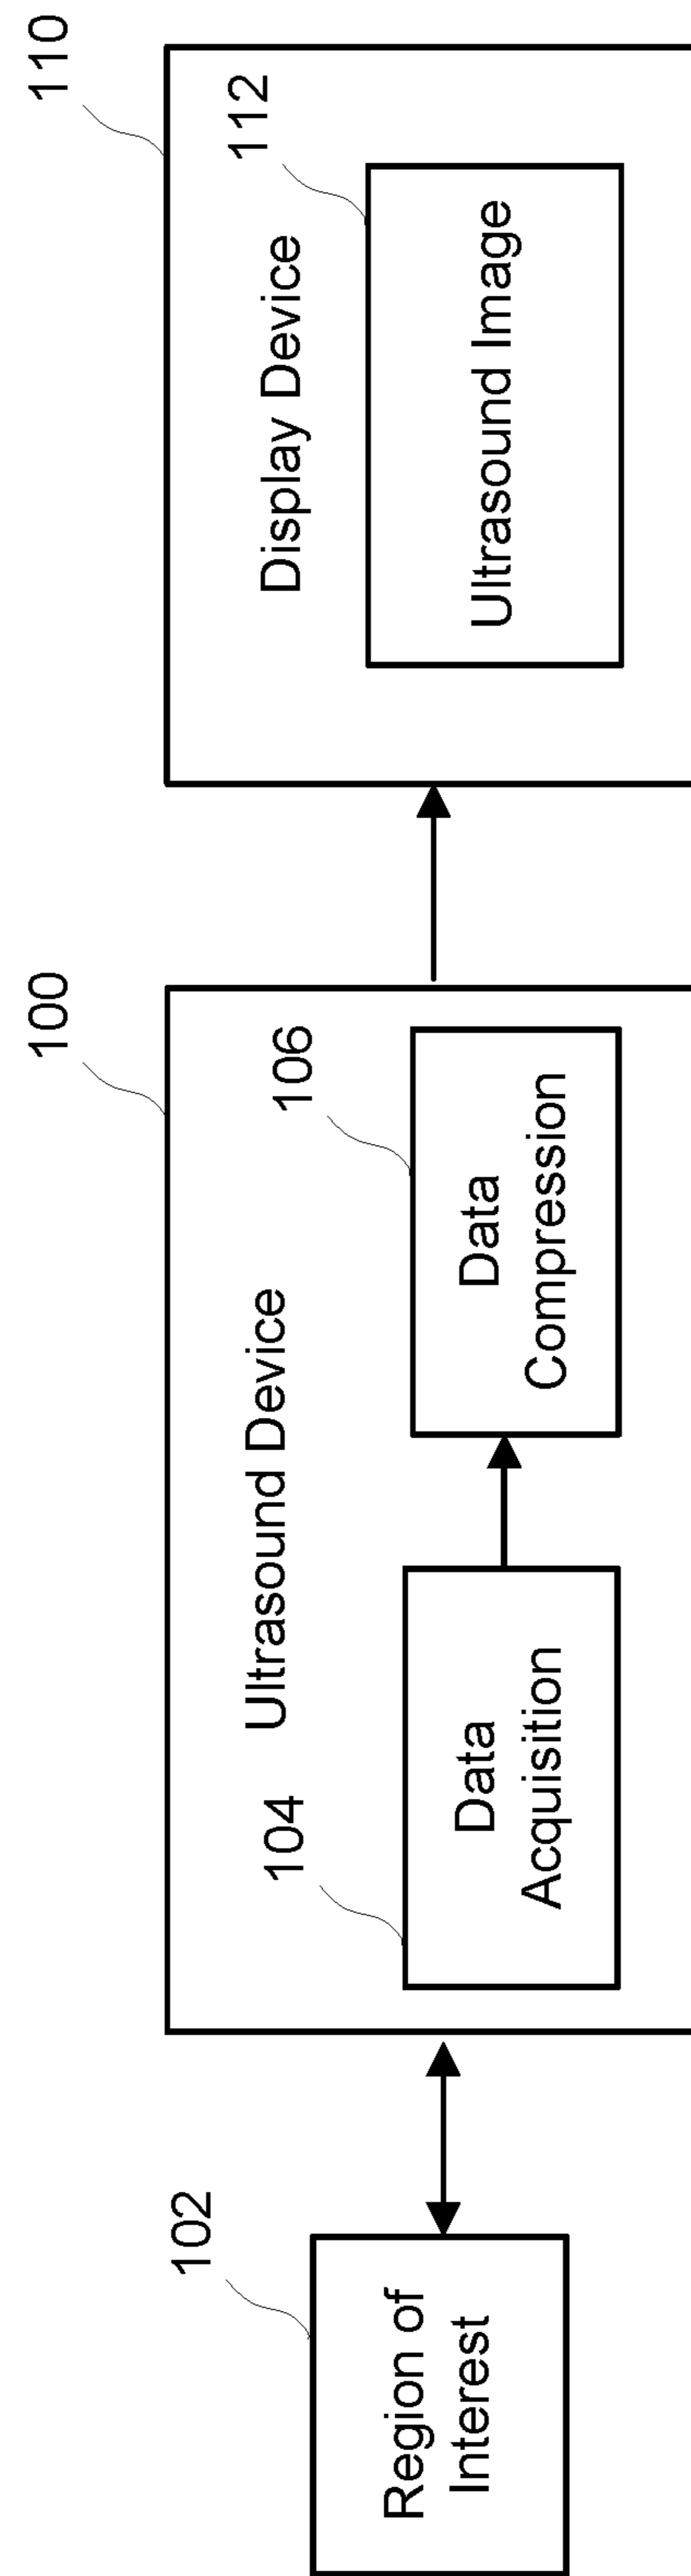 102
Region of
Interest
100
Ultrasound Device
104
Data
Acquisition
106
Data
Compression
110
Display Device
112
Ultrasound Image